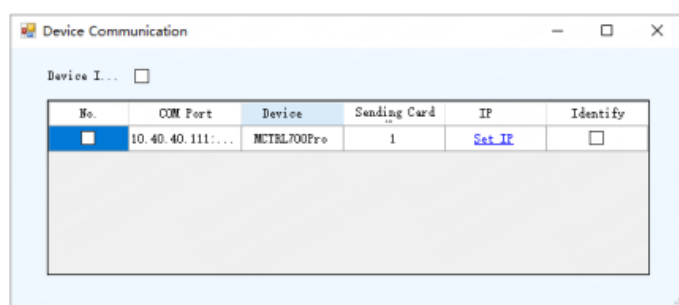 Device Communication
Device I...
No. COM Port Device Sending Card IP Identify
10.40.40.111:... MCTRL700Pro 1 Set IP